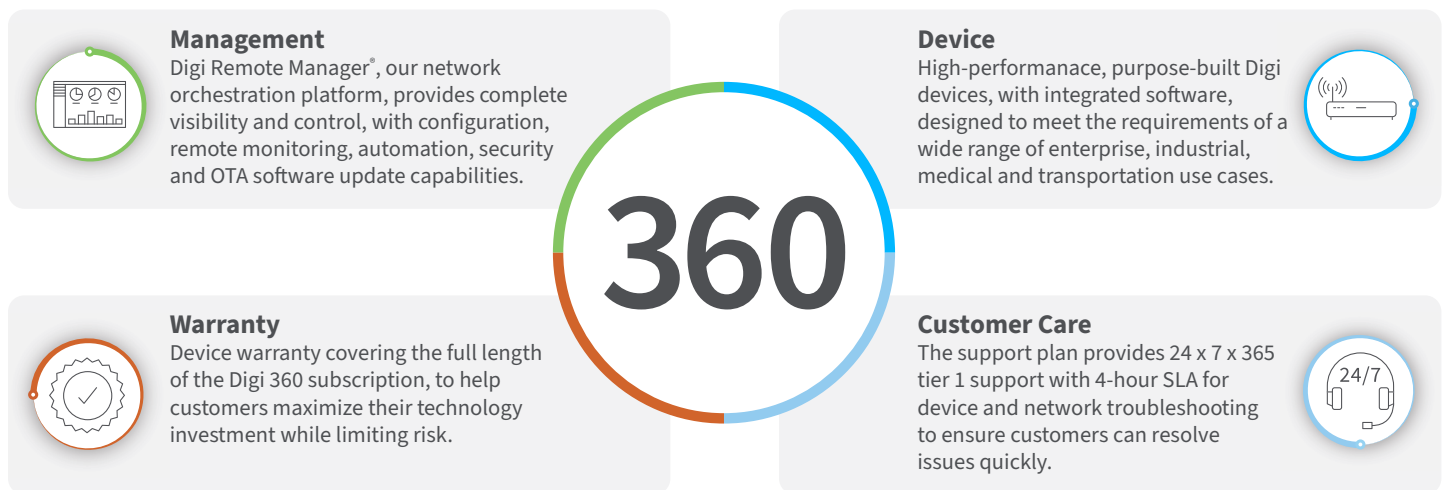 Management
Digi Remote Manager®, our network
orchestration platform, provides complete
visibility and control, with configuration,
remote monitoring, automation, security
and OTA software update capabilities.
Device
High-performanace, purpose-built Digi
devices, with integrated software,
designed to meet the requirements of a
wide range of enterprise, industrial,
medical and transportation use cases.
360
Warranty
Device warranty covering the full length
of the Digi 360 subscription, to help
customers maximize their technology
investment while limiting risk.
Customer Care
The support plan provides 24 x 7 x 365
tier 1 support with 4-hour SLA for
device and network troubleshooting
to ensure customers can resolve
issues quickly.
24/7